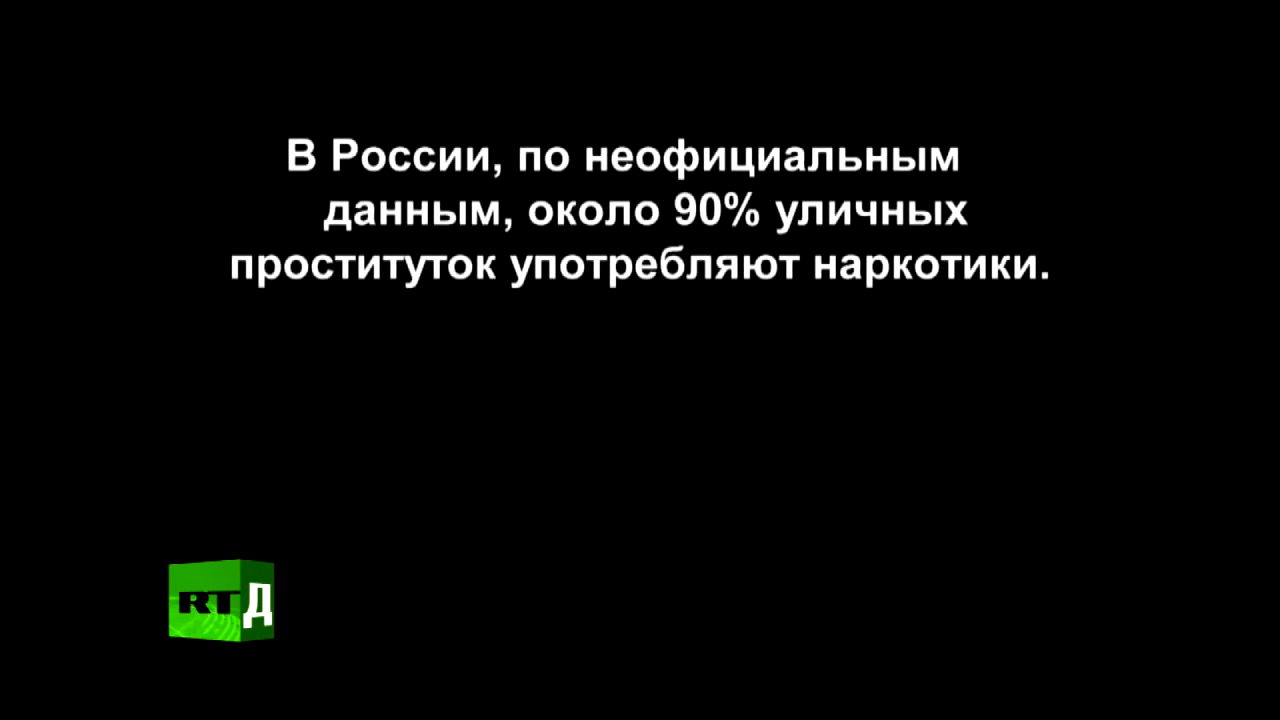 В России, по неофициальным
данным, около 90% уличных
проституток употребляют наркотики.
RTД